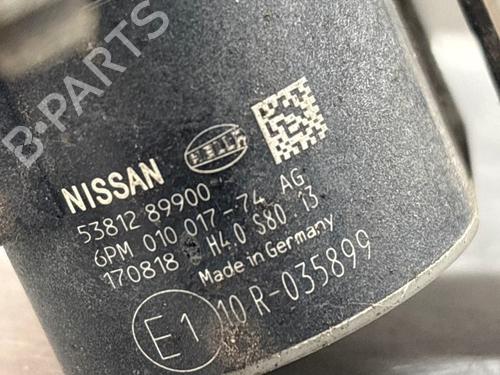 B-PARTS
NISSAN
HELLA
53812 89900
6PM 010 017-74 AG
170818 H4.0 S80.13
Made in Germany
E1
10 R-035899